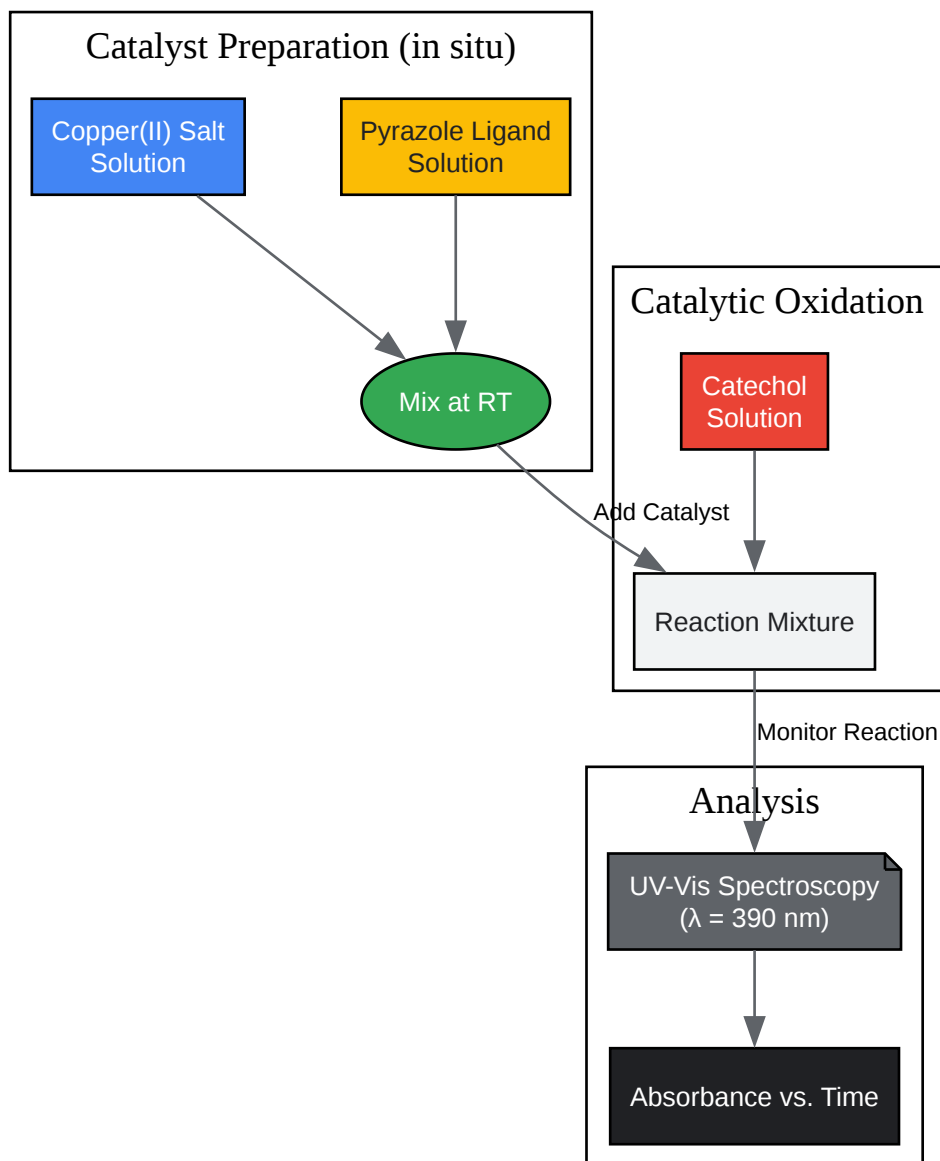 Catalyst Preparation (in situ)
Copper(II) Salt
Solution
Pyrazole Ligand
Solution
Mix at RT
Catalytic Oxidation
Catechol
Solution
Add Catalyst
Reaction Mixture
Monitor Reaction
Analysis
UV-Vis Spectroscopy
(λ = 390 nm)
Absorbance vs. Time